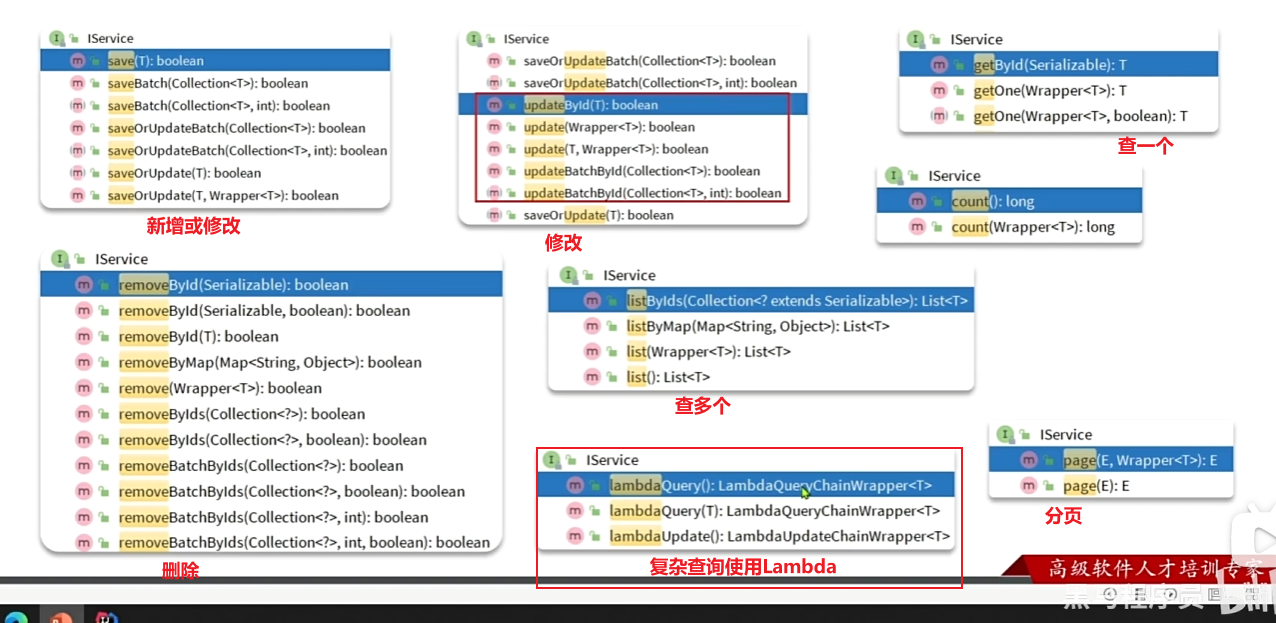 IService
save(T): boolean
saveBatch(Collection<T>): boolean
saveBatch(Collection<T>, int): boolean
saveOrUpdateBatch(Collection<T>): boolean
saveOrUpdateBatch(Collection<T>, int): boolean
saveOrUpdate(T): boolean
saveOrUpdate(T, Wrapper<T>): boolean
新增或修改
IService
saveOrUpdateBatch(Collection<T>): boolean
saveOrUpdateBatch(Collection<T>, int): boolean
updateById(T): boolean
update(Wrapper<T>): boolean
update(T, Wrapper<T>): boolean
updateBatchById(Collection<T>): boolean
updateBatchById(Collection<T>, int): boolean
saveOrUpdate(T): boolean
修改
IService
getById(Serializable): T
getOne(Wrapper<T>): T
getOne(Wrapper<T>, boolean): T
查一个
IService
count(): long
count(Wrapper<T>): long
IService
removeById(Serializable): boolean
removeById(Serializable, boolean): boolean
removeById(T): boolean
removeByMap(Map<String, Object>): boolean
remove(Wrapper<T>): boolean
removeByIds(Collection<?>): boolean
removeByIds(Collection<?>, boolean): boolean
removeBatchByIds(Collection<?>): boolean
removeBatchByIds(Collection<?>, boolean): boolean
removeBatchByIds(Collection<?>, int): boolean
removeBatchByIds(Collection<?>, int, boolean): boolean
删除
IService
listByIds(Collection<? extends Serializable>): List<T>
listByMap(Map<String, Object>): List<T>
list(Wrapper<T>): List<T>
list(): List<T>
查多个
IService
lambdaQuery(): LambdaQueryChainWrapper<T>
lambdaQuery(T): LambdaQueryChainWrapper<T>
lambdaUpdate(): LambdaUpdateChainWrapper<T>
复杂查询使用Lambda
IService
page(E, Wrapper<T>): E
page(E): E
分页
高级软件人才培训专家
黑马程序员